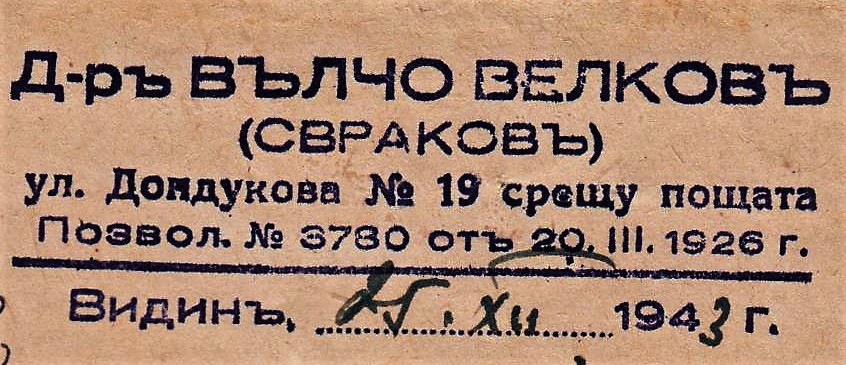 Д-ръ ВЪЛЧО ВЕЛКОВЪ
(СВРАКОВЪ)
ул. Дондукова № 19 срещу пощата
Позвол. № 3780 отъ 20. III. 1926 г.
Видинъ, 25. XII 1943 г.